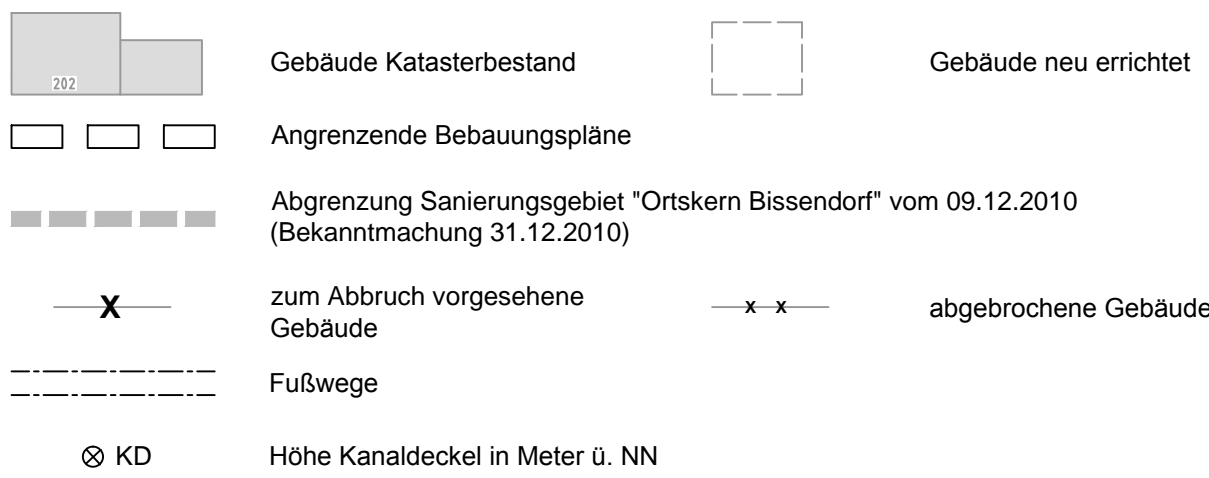 202
Gebäude Katasterbestand
Gebäude neu errichtet
Angrenzende Bebauungspläne
Abgrenzung Sanierungsgebiet "Ortskern Bissendorf" vom 09.12.2010
(Bekanntmachung 31.12.2010)
X
zum Abbruch vorgesehene
Gebäude
x x
abgebrochene Gebäude
Fußwege
KD
Höhe Kanaldeckel in Meter ü. NN